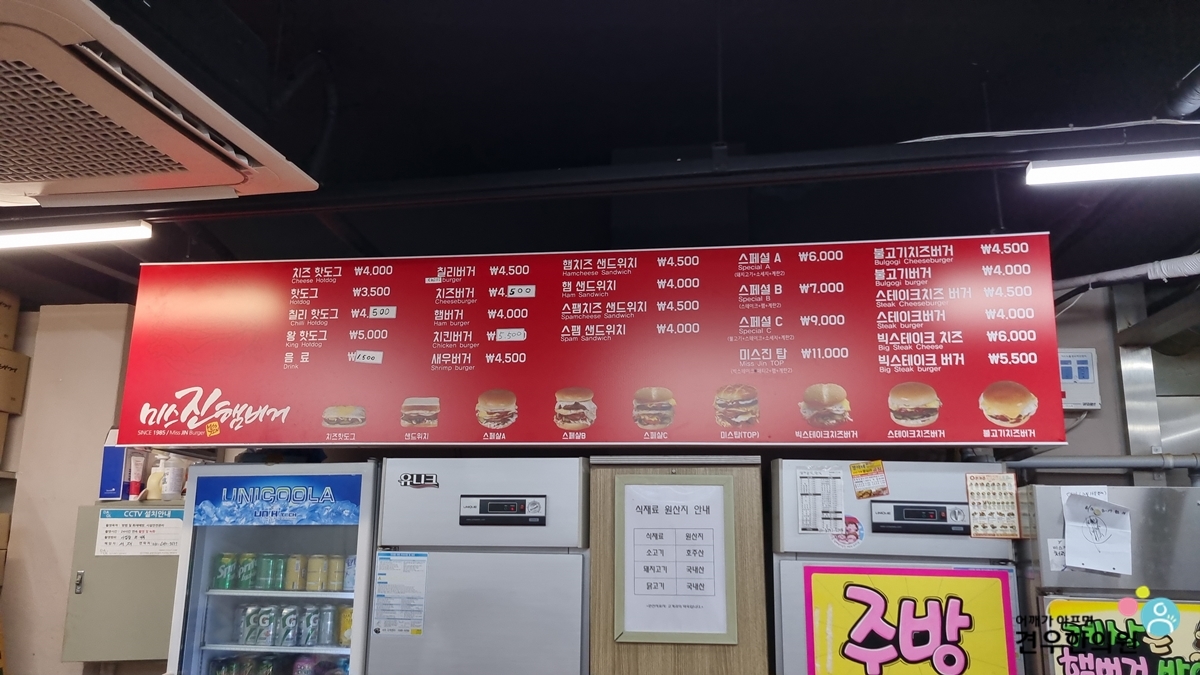 치즈 핫도그 ₩4,000
Cheese Hotdog
핫도그 ₩3,500
Hotdog
칠리 핫도그 ₩4,500
Chilli Hotdog
왕 핫도그 ₩5,000
King Hotdog
음 료 ₩1,500
Drink
칠리버거 ₩4,500
치즈버거 ₩4,500
Cheeseburger
햄버거 ₩4,000
Ham burger
치킨버거 5,500
Chicken burger
새우버거 ₩4,500
Shrimp burger
햄치즈 샌드위치 ₩4,500
Hamcheese Sandwich
햄 샌드위치 ₩4,000
Ham Sandwich
스팸치즈 샌드위치 ₩4,500
Spamcheese Sandwich
스팸 샌드위치 ₩4,000
Spam Sandwich
스페셜 A ₩6,000
Special A
스페셜 B ₩7,000
Special B
스페셜 C ₩9,000
Special C
미스진 탑 ₩11,000
Miss Jin TOP
불고기치즈버거 ₩4,500
Bulgogi Cheeseburger
불고기버거 ₩4,000
Bulgogi burger
스테이크치즈 버거 ₩4,500
Steak Cheeseburger
스테이크버거 ₩4,000
Steak burger
빅스테이크 치즈 ₩6,000
Big Steak Cheese
빅스테이크 버거 ₩5,500
Big Steak burger
미스진햄버거
SINCE 1985 / Miss JIN Burger
치즈핫도그
샌드위치
스페셜A
스페셜B
스페셜C
미스탑(TOP)
빅스테이크치즈버거
스테이크치즈버거
불고기치즈버거
CCTV 설치안내
UNICOOLA
유니크
식재료 원산지 안내
식재료 원산지
소고기 호주산
돼지고기 국내산
닭고기 국내산
주방
햄버거
어깨가 아프면
견우한의원